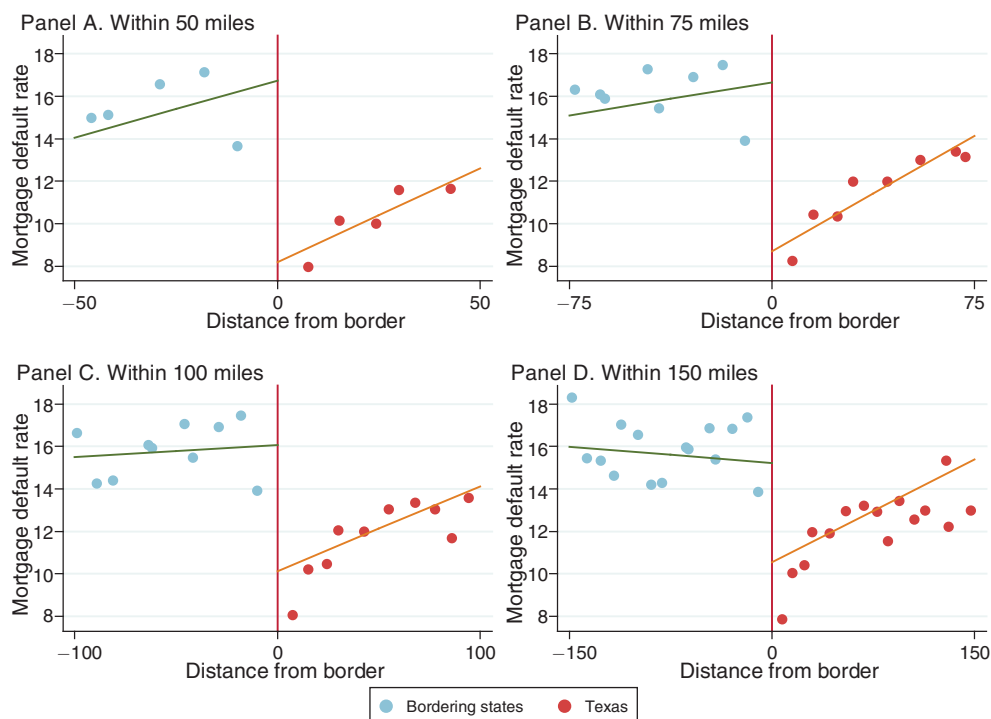 Panel A. Within 50 miles
Mortgage default rate
18
16
14
12
10
8
−50
0
50
Distance from border
Panel B. Within 75 miles
Mortgage default rate
18
16
14
12
10
8
−75
0
75
Distance from border
Panel C. Within 100 miles
Mortgage default rate
18
16
14
12
10
8
−100
0
100
Distance from border
Panel D. Within 150 miles
Mortgage default rate
18
16
14
12
10
8
−150
0
150
Distance from border
Bordering states
Texas